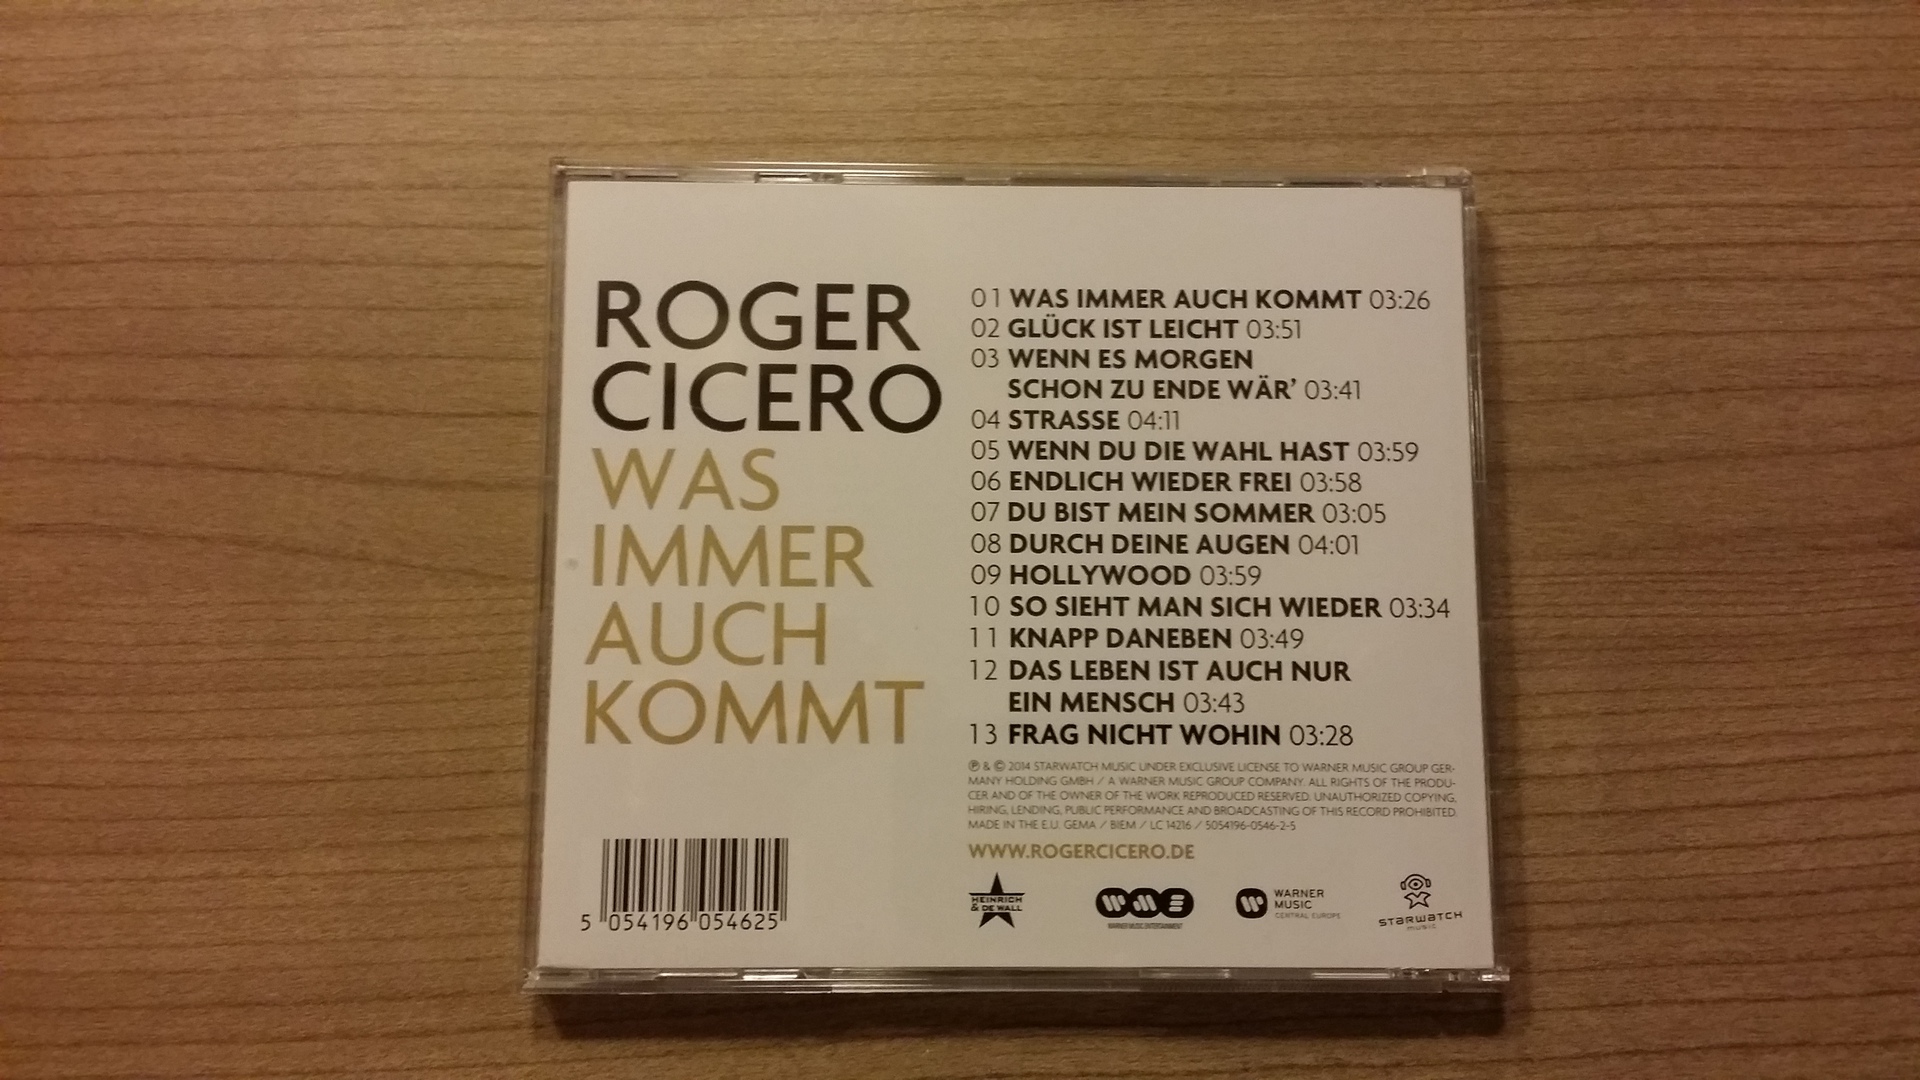 ROGER
CICERO
WAS
IMMER
AUCH
KOMMT
01 WAS IMMER AUCH KOMMT 03:26
02 GLÜCK IST LEICHT 03:51
03 WENN ES MORGEN
SCHON ZU ENDE WÄR' 03:41
04 STRASSE 04:11
05 WENN DU DIE WAHL HAST 03:59
06 ENDLICH WIEDER FREI 03:58
07 DU BIST MEIN SOMMER 03:05
08 DURCH DEINE AUGEN 04:01
09 HOLLYWOOD 03:59
10 SO SIEHT MAN SICH WIEDER 03:34
11 KNAPP DANEBEN 03:49
12 DAS LEBEN IST AUCH NUR
EIN MENSCH 03:43
13 FRAG NICHT WOHIN 03:28
℗ & © 2014 STARWATCH MUSIC UNDER EXCLUSIVE LICENSE TO WARNER MUSIC GROUP GER-
MANY HOLDING GMBH / A WARNER MUSIC GROUP COMPANY. ALL RIGHTS OF THE PRODU-
CER AND OF THE OWNER OF THE WORK REPRODUCED RESERVED. UNAUTHORIZED COPYING,
HIRING, LENDING, PUBLIC PERFORMANCE AND BROADCASTING OF THIS RECORD PROHIBITED.
MADE IN THE E.U. GEMA / BIEM / LC 14216 / 5054196-0546-2-5
WWW.ROGERCICERO.DE
5 054196 054625
HEINRICH
& DE WALL
WME
WARNER MUSIC ENTERTAINMENT
WARNER
MUSIC
CENTRAL EUROPE
STARWATCH
music